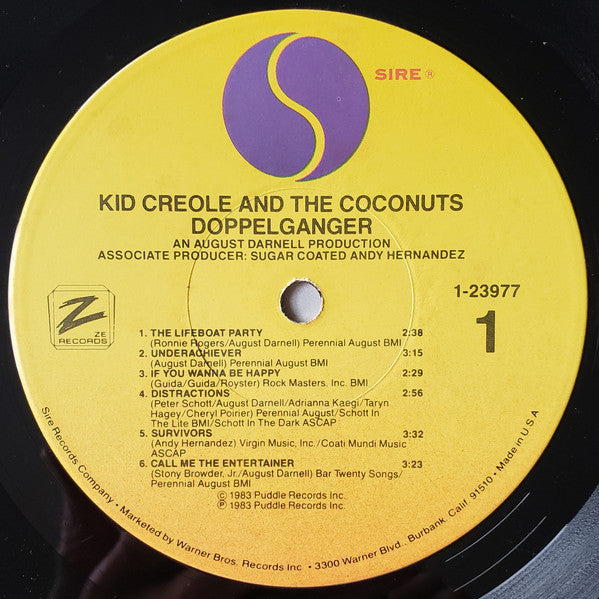 SIRE ®
KID CREOLE AND THE COCONUTS
DOPPELGANGER
AN AUGUST DARNELL PRODUCTION
ASSOCIATE PRODUCER: SUGAR COATED ANDY HERNANDEZ
Z
ZE
RECORDS
1-23977
1
1. THE LIFEBOAT PARTY 2:38
(Ronnie Rogers/August Darnell) Perennial August BMI
2. UNDERACHIEVER 3:15
(August Darnell) Perennial August BMI
3. IF YOU WANNA BE HAPPY 2:29
(Guida/Guida/Royster) Rock Masters, Inc. BMI
4. DISTRACTIONS 2:56
(Peter Schott/August Darnell/Adrianna Kaegi/Taryn
Hagey/Cheryl Poirier) Perennial August/Schott In
The Lite BMI/Schott In The Dark ASCAP
5. SURVIVORS 3:32
(Andy Hernandez) Virgin Music, Inc./Coati Mundi Music
ASCAP
6. CALL ME THE ENTERTAINER 3:23
(Stony Browder, Jr./August Darnell) Bar Twenty Songs/
Perennial August BMI
© 1983 Puddle Records Inc.
℗ 1983 Puddle Records Inc.
Sire Records Company • Marketed by Warner Bros. Records Inc • 3300 Warner Blvd., Burbank, Calif. 91510 • Made in U.S.A